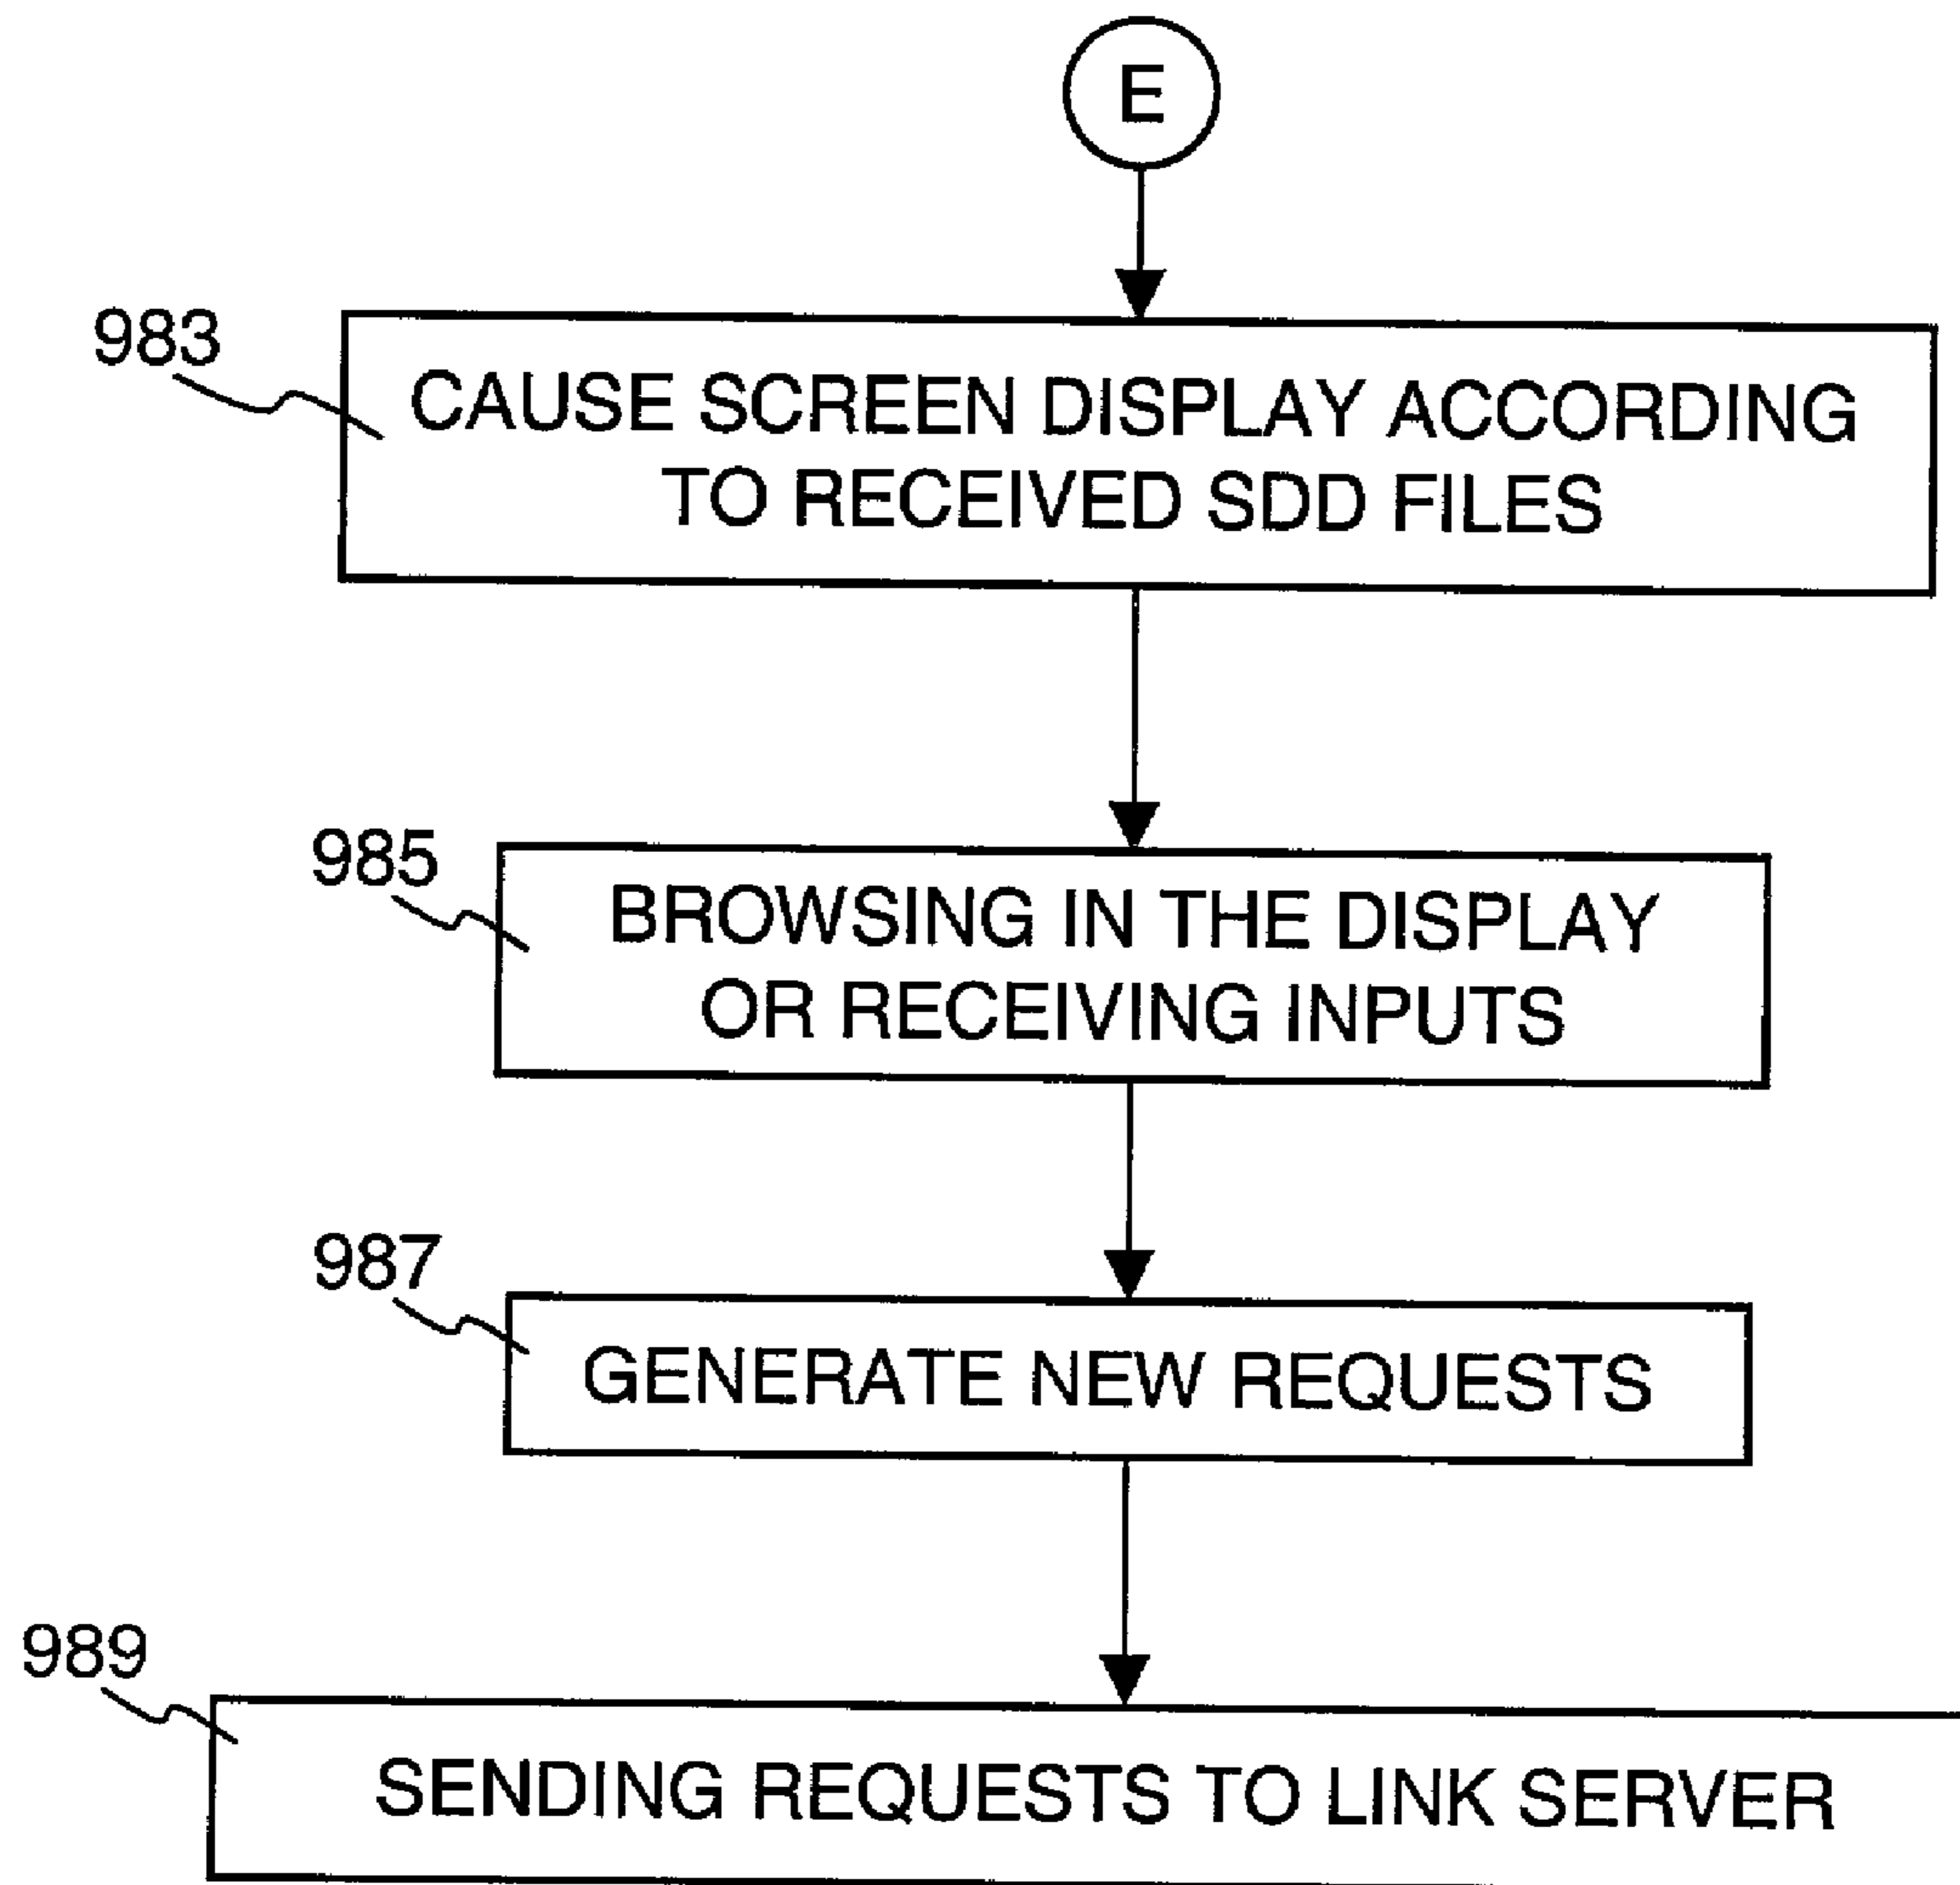 E
983
CAUSE SCREEN DISPLAY ACCORDING
TO RECEIVED SDD FILES
985
BROWSING IN THE DISPLAY
OR RECEIVING INPUTS
987
GENERATE NEW REQUESTS
989
SENDING REQUESTS TO LINK SERVER